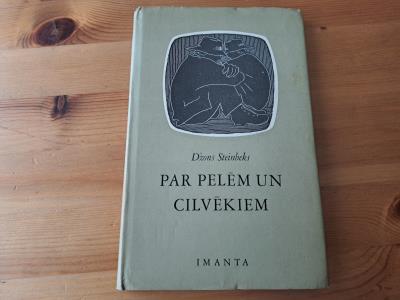 Džons Steinbeks
PAR PELĒM UN
CILVĒKIEM
IMANTA